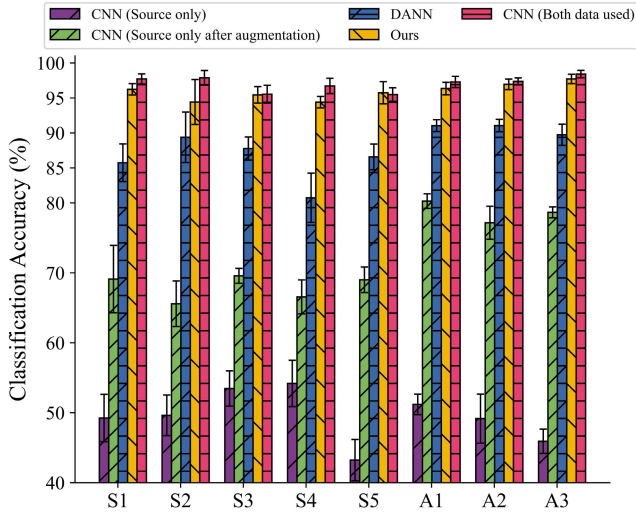 CNN (Source only)
CNN (Source only after augmentation)
DANN
Ours
CNN (Both data used)
Classification Accuracy (%)
100
95
90
85
80
70
60
50
40
S1 S2 S3 S4 S5 A1 A2 A3